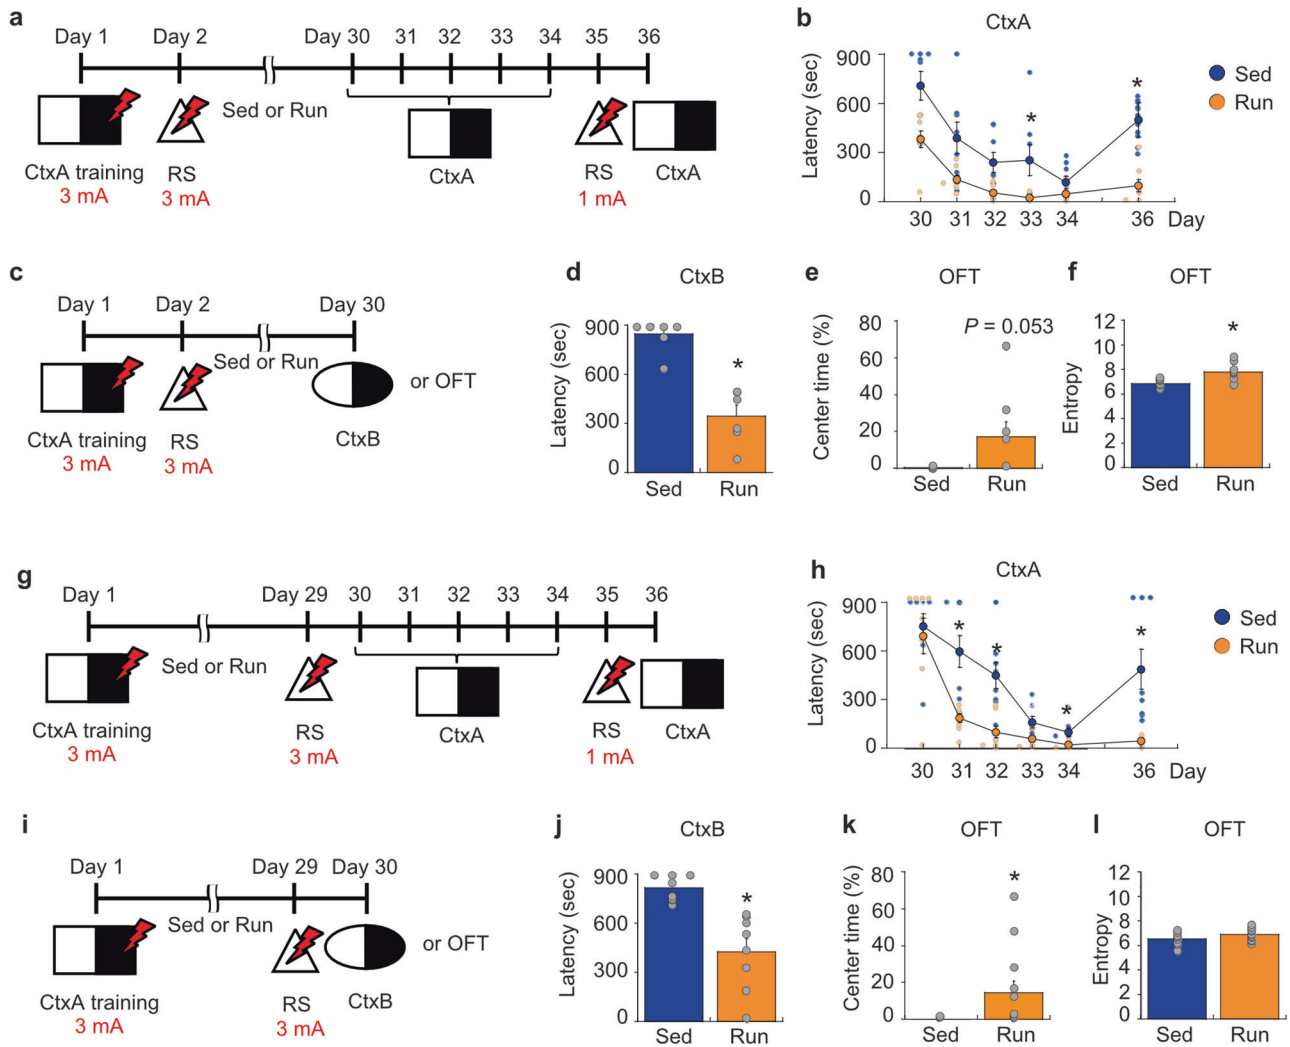 a
Day 1 Day 2 Day 30 31 32 33 34 35 36
Sed or Run
CtxA training RS CtxA RS CtxA
3 mA 3 mA 1 mA
b
CtxA
Latency (sec)
900
600
300
0
30 31 32 33 34 36 Day
*
*
Sed
Run
c
Day 1 Day 2 Day 30
Sed or Run
or OFT
CtxA training RS CtxB
3 mA 3 mA
d
CtxB
Latency (sec)
900
600
300
0
*
Sed Run
e
OFT
Center time (%)
80
60
40
20
0
P = 0.053
Sed Run
f
OFT
Entropy
12
10
8
6
4
2
0
*
Sed Run
g
Day 1 Day 29 30 31 32 33 34 35 36
Sed or Run
CtxA training RS CtxA RS CtxA
3 mA 3 mA 1 mA
h
CtxA
Latency (sec)
900
600
300
0
30 31 32 33 34 36 Day
*
*
*
*
Sed
Run
i
Day 1 Day 29 Day 30
Sed or Run
or OFT
CtxA training RS CtxB
3 mA 3 mA
j
CtxB
Latency (sec)
900
600
300
0
*
Sed Run
k
OFT
Center time (%)
80
60
40
20
0
*
Sed Run
l
OFT
Entropy
12
10
8
6
4
2
0
Sed Run